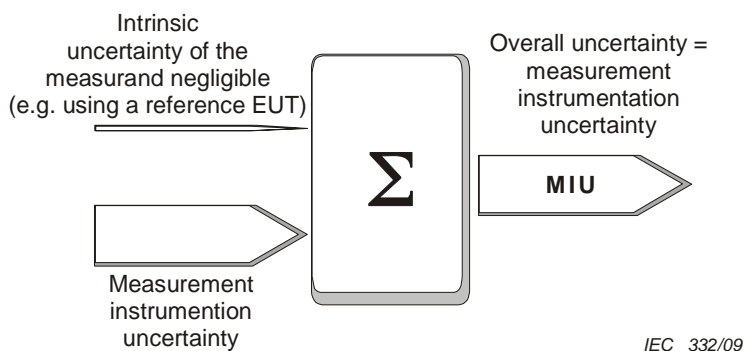 Intrinsic
uncertainty of the
measurand negligible
(e.g. using a reference EUT)
Σ
Overall uncertainty =
measurement
instrumentation
uncertainty
MIU
Measurement
instrumention
uncertainty
IEC 332/09